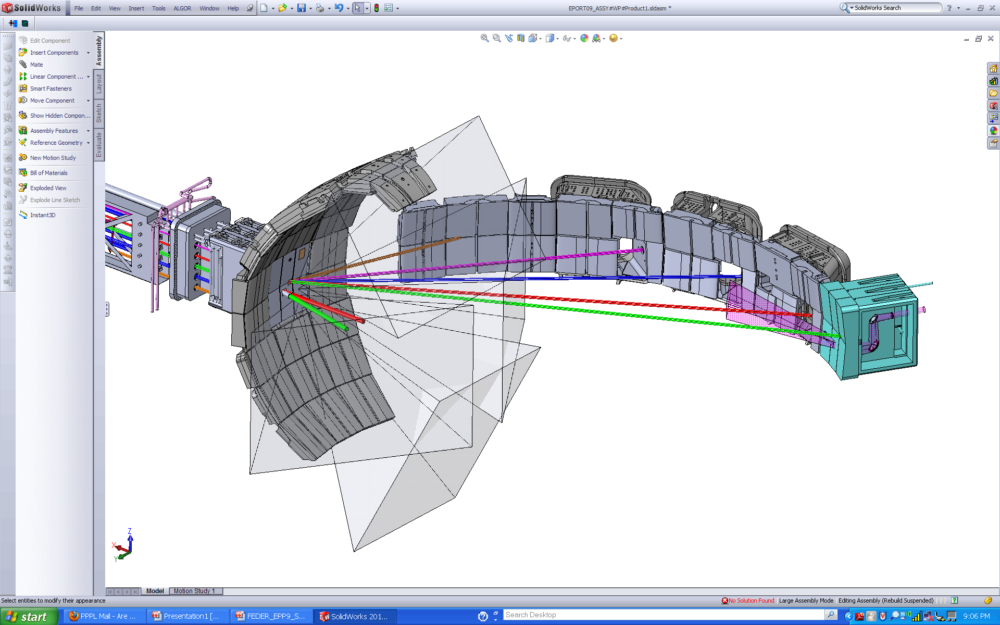 SolidWorks File Edit View Insert Tools ALGOR Window Help EPORT09_ASSY#WP#Product1.sldasm * SolidWorks Search
Edit Component
Insert Components
Mate
Linear Component ...
Smart Fasteners
Move Component
Show Hidden Compon...
Assembly Features
Reference Geometry
New Motion Study
Bill of Materials
Exploded View
Explode Line Sketch
Instant3D
Assembly
Layout
Sketch
Evaluate
Z
X
Y
Model Motion Study 1
Select entities to modify their appearance No Solution Found Large Assembly Mode Editing Assembly (Rebuild Suspended)
start PPPL Mail - Are ... Presentation1 [... FEDER_EPP9_S... SolidWorks 201... Search Desktop 9:06 PM